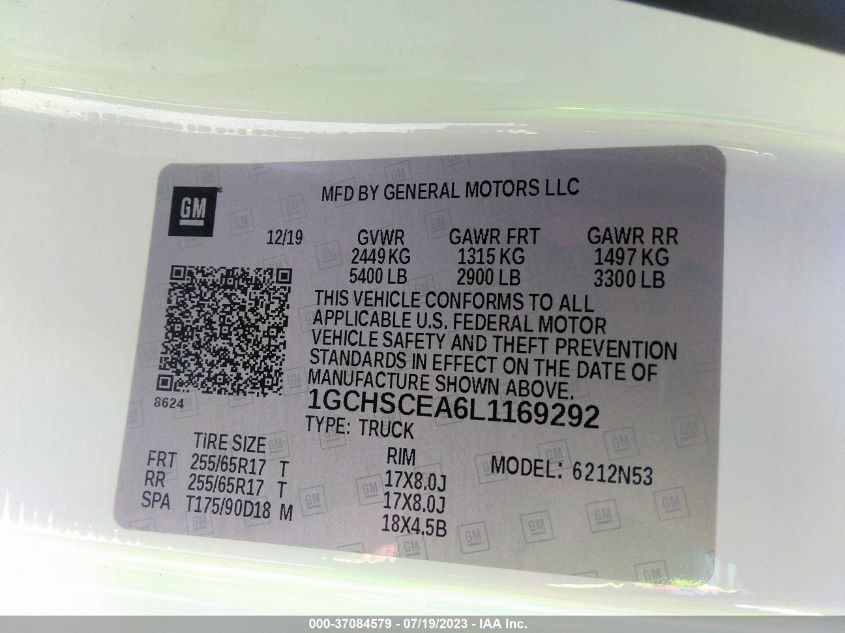 GM
MFD BY GENERAL MOTORS LLC
12/19 GVWR GAWR FRT GAWR RR
2449 KG 1315 KG 1497 KG
5400 LB 2900 LB 3300 LB
THIS VEHICLE CONFORMS TO ALL
APPLICABLE U.S. FEDERAL MOTOR
VEHICLE SAFETY AND THEFT PREVENTION
STANDARDS IN EFFECT ON THE DATE OF
MANUFACTURE SHOWN ABOVE.
8624
1GCHSCEA6L1169292
TYPE: TRUCK
TIRE SIZE RIM MODEL: 6212N53
FRT 255/65R17 T 17X8.0J
RR 255/65R17 T 17X8.0J
SPA T175/90D18 M 18X4.5B
000-37084579 - 07/19/2023 - IAA Inc.